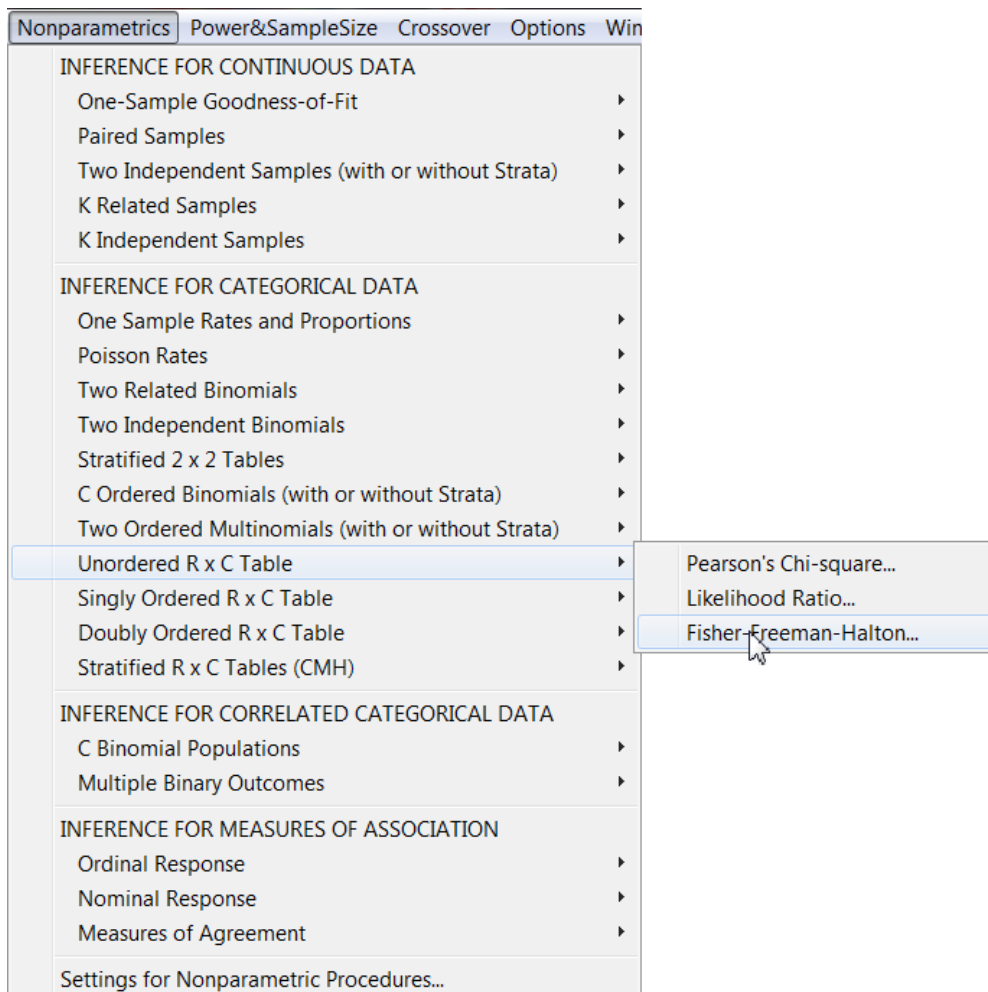 Nonparametrics Power&SampleSize Crossover Options
INFERENCE FOR CONTINUOUS DATA
One-Sample Goodness-of-Fit
Paired Samples
Two Independent Samples (with or without Strata)
K Related Samples
K Independent Samples
INFERENCE FOR CATEGORICAL DATA
One Sample Rates and Proportions
Poisson Rates
Two Related Binomials
Two Independent Binomials
Stratified 2 x 2 Tables
C Ordered Binomials (with or without Strata)
Two Ordered Multinomials (with or without Strata)
Unordered R x C Table
Pearson's Chi-square...
Likelihood Ratio...
Fisher-Freeman-Halton...
Singly Ordered R x C Table
Doubly Ordered R x C Table
Stratified R x C Tables (CMH)
INFERENCE FOR CORRELATED CATEGORICAL DATA
C Binomial Populations
Multiple Binary Outcomes
INFERENCE FOR MEASURES OF ASSOCIATION
Ordinal Response
Nominal Response
Measures of Agreement
Settings for Nonparametric Procedures...